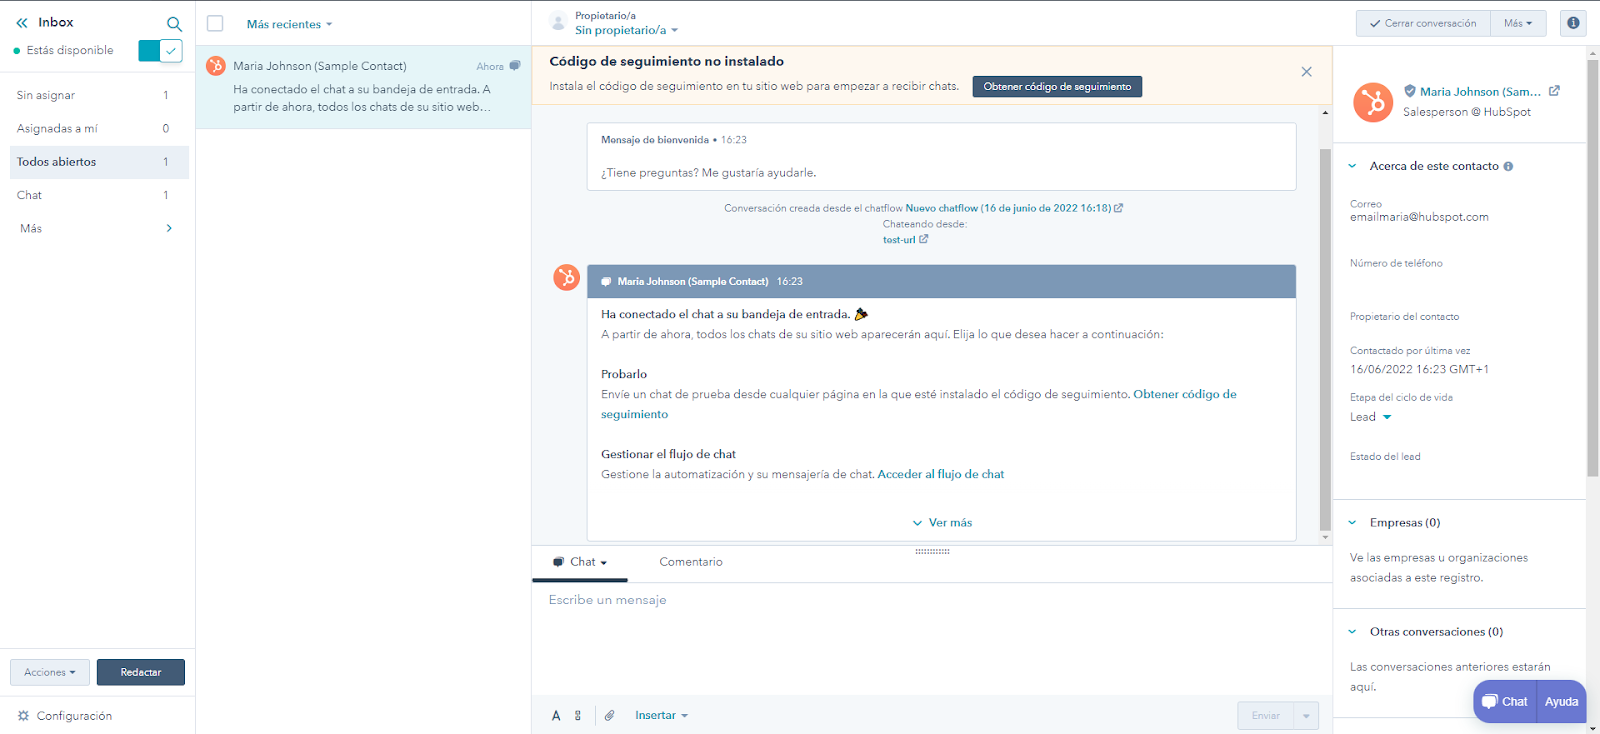 Inbox
Estás disponible
Sin asignar 1
Asignadas a mí 0
Todos abiertos 1
Chat 1
Más
Acciones
Redactar
Configuración
Más recientes
Maria Johnson (Sample Contact) Ahora
Ha conectado el chat a su bandeja de entrada. A
partir de ahora, todos los chats de su sitio web...
Propietario/a
Sin propietario/a
Cerrar conversación
Más
Código de seguimiento no instalado
Instala el código de seguimiento en tu sitio web para empezar a recibir chats.
Obtener código de seguimiento
Mensaje de bienvenida • 16:23
¿Tiene preguntas? Me gustaría ayudarle.
Conversación creada desde el chatflow Nuevo chatflow (16 de junio de 2022 16:18)
Chateando desde:
test-url
Maria Johnson (Sample Contact) 16:23
Ha conectado el chat a su bandeja de entrada.
A partir de ahora, todos los chats de su sitio web aparecerán aquí. Elija lo que desea hacer a continuación:
Probarlo
Envíe un chat de prueba desde cualquier página en la que esté instalado el código de seguimiento. Obtener código de
seguimiento
Gestionar el flujo de chat
Gestione la automatización y su mensajería de chat. Acceder al flujo de chat
Ver más
Chat
Comentario
Escribe un mensaje
A
Insertar
Enviar
Maria Johnson (Sam...
Salesperson @ HubSpot
Acerca de este contacto
Correo
emailmaria@hubspot.com
Número de teléfono
Propietario del contacto
Contactado por última vez
16/06/2022 16:23 GMT+1
Etapa del ciclo de vida
Lead
Estado del lead
Empresas (0)
Ve las empresas u organizaciones
asociadas a este registro.
Otras conversaciones (0)
Las conversaciones anteriores estarán
aquí.
Chat
Ayuda